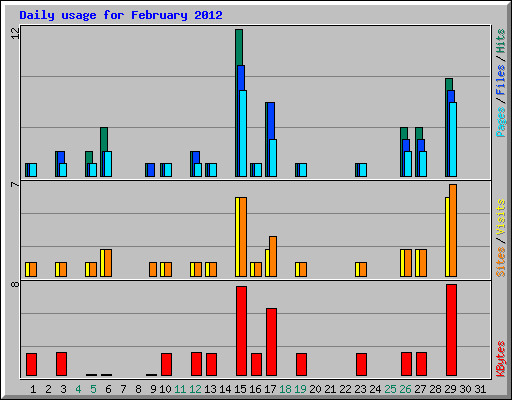 Daily usage for February 2012
12
Pages / Files / Hits
7
Sites / Visits
8
KBytes
1 2 3 4 5 6 7 8 9 10 11 12 13 14 15 16 17 18 19 20 21 22 23 24 25 26 27 28 29 30 31